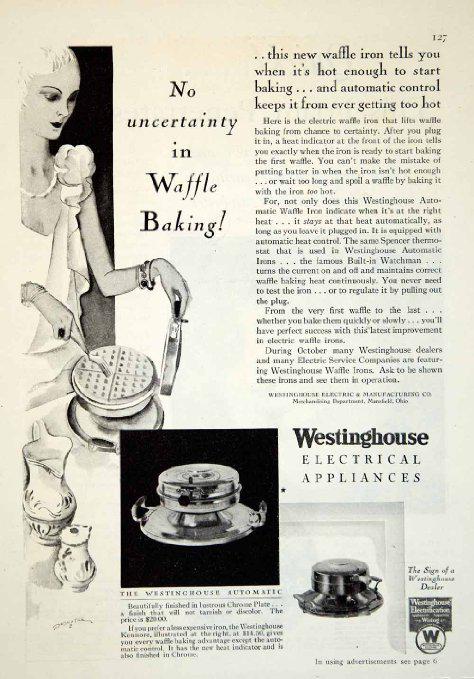 127
No
uncertainty
in
Waffle
Baking!
. . this new waffle iron tells you
when it's hot enough to start
baking . . . and automatic control
keeps it from ever getting too hot
Here is the electric waffle iron that lifts waffle
baking from chance to certainty. After you plug
it in, a heat indicator at the front of the iron tells
you exactly when the iron is ready to start baking
the first waffle. You can't make the mistake of
putting batter in when the iron isn't hot enough
. . . or wait too long and spoil a waffle by baking it
with the iron too hot.
For, not only does this Westinghouse Auto-
matic Waffle Iron indicate when it's at the right
heat . . . it stays at that heat automatically, as
long as you leave it plugged in. It is equipped with
automatic heat control. The same Spencer thermo-
stat that is used in Westinghouse Automatic
Irons . . . the famous Built-in Watchman . . .
turns the current on and off and maintains correct
waffle baking heat continuously. You never need
to test the iron . . . or to regulate it by pulling out
the plug.
From the very first waffle to the last . . .
whether you bake them quickly or slowly . . . you'll
have perfect success with this latest improvement
in electric waffle irons.
During October many Westinghouse dealers
and many Electric Service Companies are featur-
ing Westinghouse Waffle Irons. Ask to be shown
these irons and see them in operation.
WESTINGHOUSE ELECTRIC & MANUFACTURING CO.
Merchandising Department, Mansfield, Ohio
Westinghouse
ELECTRICAL
APPLIANCES
THE WESTINGHOUSE AUTOMATIC
Beautifully finished in lustrous Chrome Plate . . .
a finish that will not tarnish or discolor. The
price is $20.00.
If you prefer a less expensive iron, the Westinghouse
Kenmore, illustrated at the right, at $14.50, gives
you every waffle baking advantage except the auto-
matic control. It has the new heat indicator and is
also finished in Chrome.
The Sign of a
Westinghouse
Dealer
Westinghouse
Electrification
W
In using advertisements see page 6